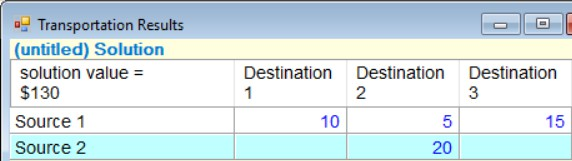 Transportation Results
(untitled) Solution
solution value = $130 Destination 1 Destination 2 Destination 3
Source 1 10 5 15
Source 2 20